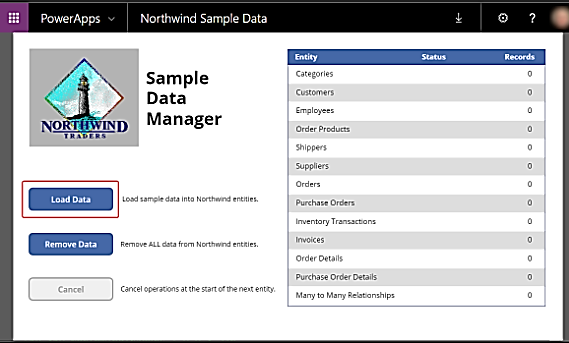 PowerApps
Northwind Sample Data
?
NORTHWIND
TRADERS
Sample
Data
Manager
Load Data
Load sample data into Northwind entities.
Remove Data
Remove ALL data from Northwind entities.
Cancel
Cancel operations at the start of the next entity.
Entity Status Records
Categories 0
Customers 0
Employees 0
Order Products 0
Shippers 0
Suppliers 0
Orders 0
Purchase Orders 0
Inventory Transactions 0
Invoices 0
Order Details 0
Purchase Order Details 0
Many to Many Relationships 0